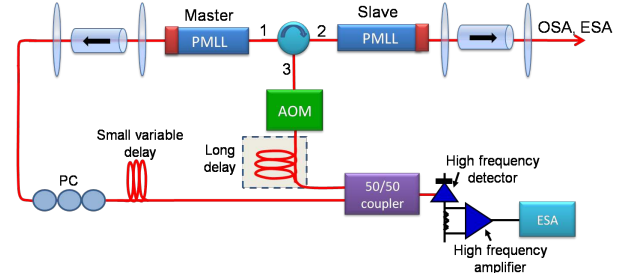 Master
Slave
PMLL
1
2
PMLL
OSA, ESA
3
AOM
Small variable
delay
Long
delay
PC
50/50
coupler
High frequency
detector
ESA
High frequency
amplifier